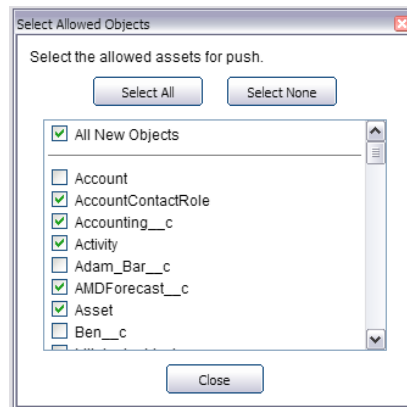 Select Allowed Objects
Select the allowed assets for push.
Select All Select None
All New Objects
Account
AccountContactRole
Accounting__c
Activity
Adam_Bar__c
AMDForecast__c
Asset
Ben__c
Close